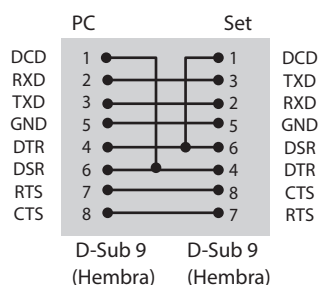 PC Set
DCD 1 1 DCD
RXD 2 3 TXD
TXD 3 2 RXD
GND 5 5 GND
DTR 4 6 DSR
DSR 6 4 DTR
RTS 7 8 CTS
CTS 8 7 RTS
D-Sub 9 D-Sub 9
(Hembra) (Hembra)